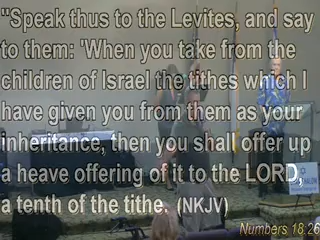 "Speak thus to the Levites, and say
to them: 'When you take from the
children of Israel the tithes which I
have given you from them as your
inheritance, then you shall offer up
a heave offering of it to the LORD,
a tenth of the tithe. (NKJV)
Numbers 18:26